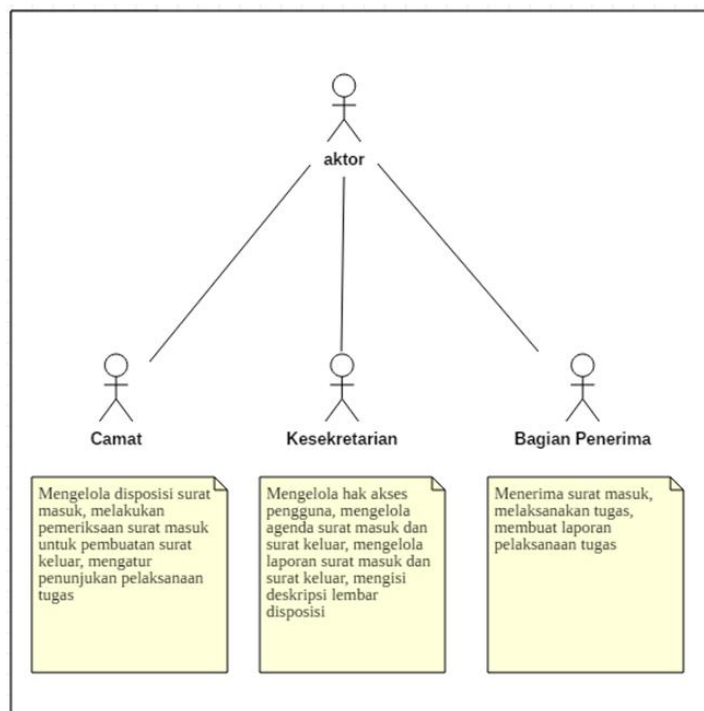 aktor
Camat
Kesekretarian
Bagian Penerima
Mengelola disposisi surat
masuk, melakukan
pemeriksaan surat masuk
untuk pembuatan surat
keluar, mengatur
penunjukan pelaksanaan
tugas
Mengelola hak akses
pengguna, mengelola
agenda surat masuk dan
surat keluar, mengelola
laporan surat masuk dan
surat keluar, mengisi
deskripsi lembar
disposisi
Menerima surat masuk,
melaksanakan tugas,
membuat laporan
pelaksanaan tugas